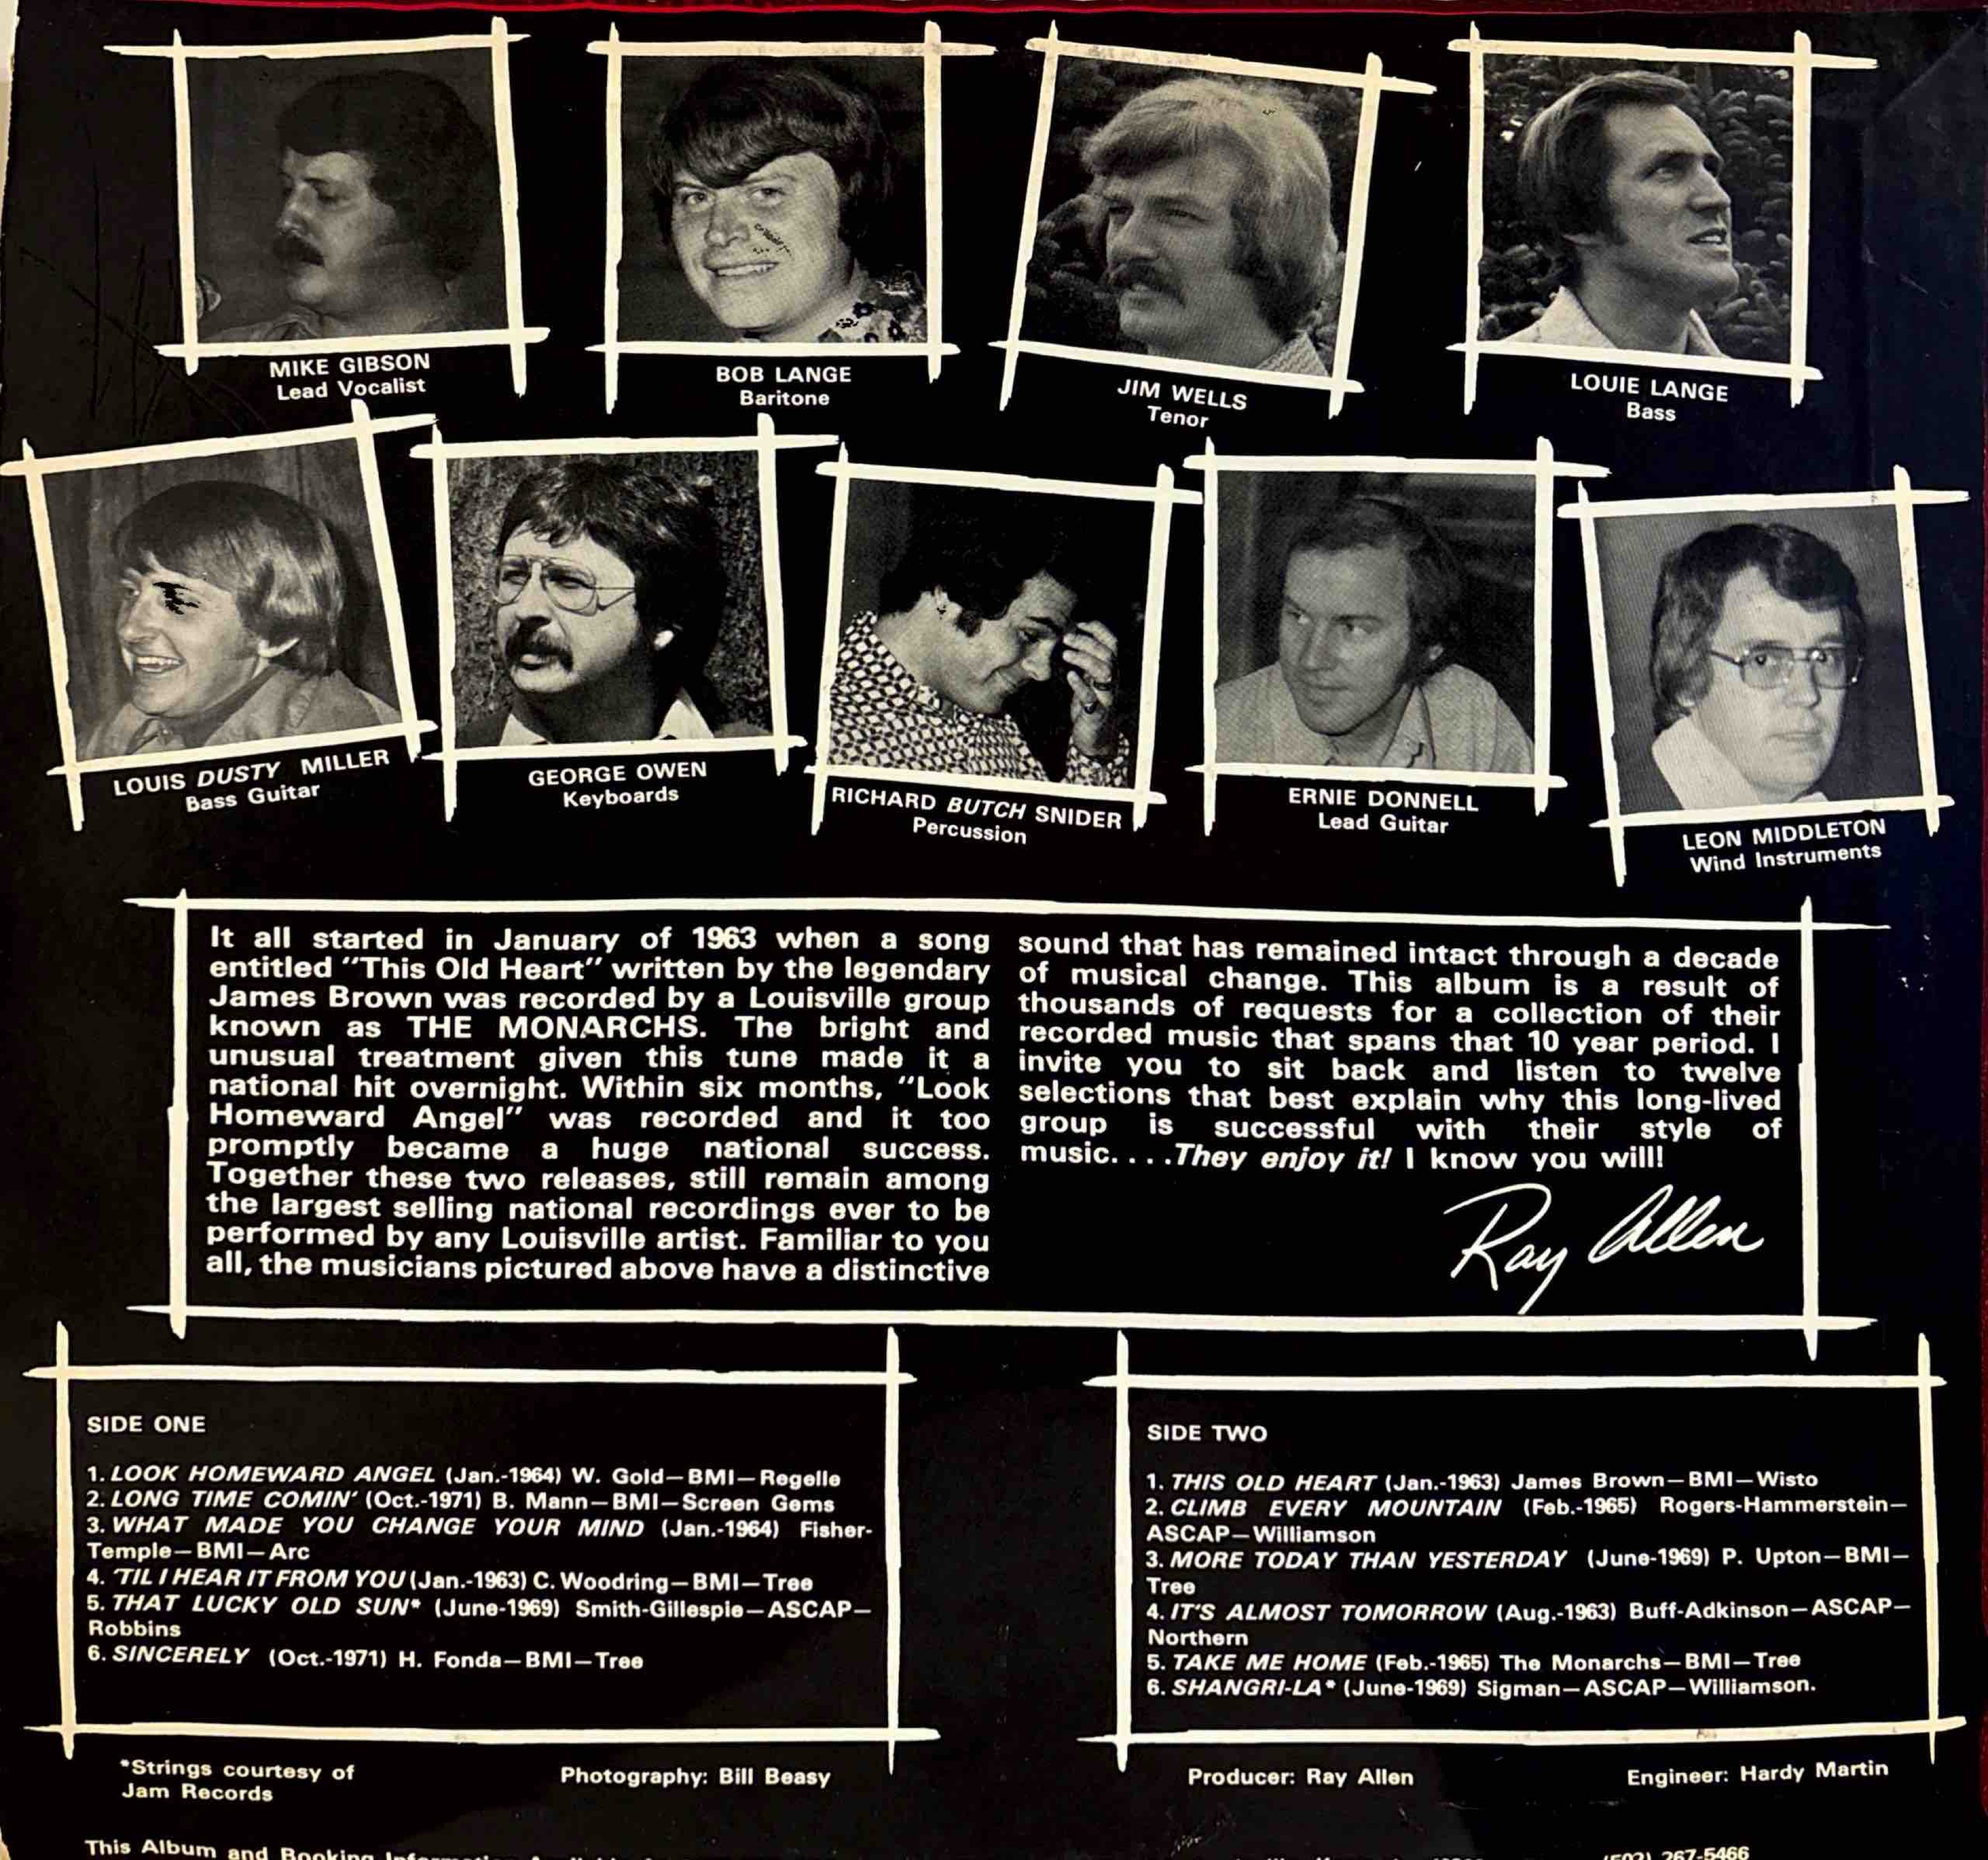 MIKE GIBSON
Lead Vocalist
BOB LANGE
Baritone
JIM WELLS
Tenor
LOUIE LANGE
Bass
LOUIS DUSTY MILLER
Bass Guitar
GEORGE OWEN
Keyboards
RICHARD BUTCH SNIDER
Percussion
ERNIE DONNELL
Lead Guitar
LEON MIDDLETON
Wind Instruments
It all started in January of 1963 when a song
entitled "This Old Heart" written by the legendary
James Brown was recorded by a Louisville group
known as THE MONARCHS. The bright and
unusual treatment given this tune made it a
national hit overnight. Within six months, "Look
Homeward Angel" was recorded and it too
promptly became a huge national success.
Together these two releases, still remain among
the largest selling national recordings ever to be
performed by any Louisville artist. Familiar to you
all, the musicians pictured above have a distinctive
sound that has remained intact through a decade
of musical change. This album is a result of
thousands of requests for a collection of their
recorded music that spans that 10 year period. I
invite you to sit back and listen to twelve
selections that best explain why this long-lived
group is successful with their style of
music. . . .They enjoy it! I know you will!
Ray Allen
SIDE ONE
1. LOOK HOMEWARD ANGEL (Jan.-1964) W. Gold—BMI—Regelle
2. LONG TIME COMIN' (Oct.-1971) B. Mann—BMI—Screen Gems
3. WHAT MADE YOU CHANGE YOUR MIND (Jan.-1964) Fisher-
Temple—BMI—Arc
4. 'TIL I HEAR IT FROM YOU (Jan.-1963) C. Woodring—BMI—Tree
5. THAT LUCKY OLD SUN* (June-1969) Smith-Gillespie—ASCAP—
Robbins
6. SINCERELY (Oct.-1971) H. Fonda—BMI—Tree
SIDE TWO
1. THIS OLD HEART (Jan.-1963) James Brown—BMI—Wisto
2. CLIMB EVERY MOUNTAIN (Feb.-1965) Rogers-Hammerstein—
ASCAP—Williamson
3. MORE TODAY THAN YESTERDAY (June-1969) P. Upton—BMI—
Tree
4. IT'S ALMOST TOMORROW (Aug.-1963) Buff-Adkinson—ASCAP—
Northern
5. TAKE ME HOME (Feb.-1965) The Monarchs—BMI—Tree
6. SHANGRI-LA* (June-1969) Sigman—ASCAP—Williamson.
*Strings courtesy of
Jam Records
Photography: Bill Beasy
Producer: Ray Allen
Engineer: Hardy Martin
This Album and Booking (502) 267-5466